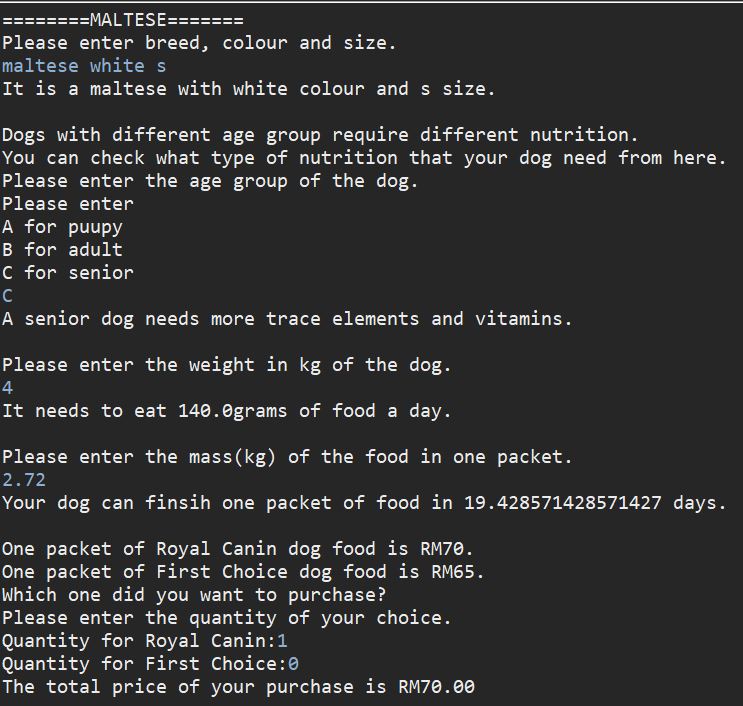 ========MALTESE=======
Please enter breed, colour and size.
maltese white s
It is a maltese with white colour and s size.
Dogs with different age group require different nutrition.
You can check what type of nutrition that your dog need from here.
Please enter the age group of the dog.
Please enter
A for puupy
B for adult
C for senior
C
A senior dog needs more trace elements and vitamins.
Please enter the weight in kg of the dog.
4
It needs to eat 140.0grams of food a day.
Please enter the mass(kg) of the food in one packet.
2.72
Your dog can finsih one packet of food in 19.428571428571427 days.
One packet of Royal Canin dog food is RM70.
One packet of First Choice dog food is RM65.
Which one did you want to purchase?
Please enter the quantity of your choice.
Quantity for Royal Canin:1
Quantity for First Choice:0
The total price of your purchase is RM70.00